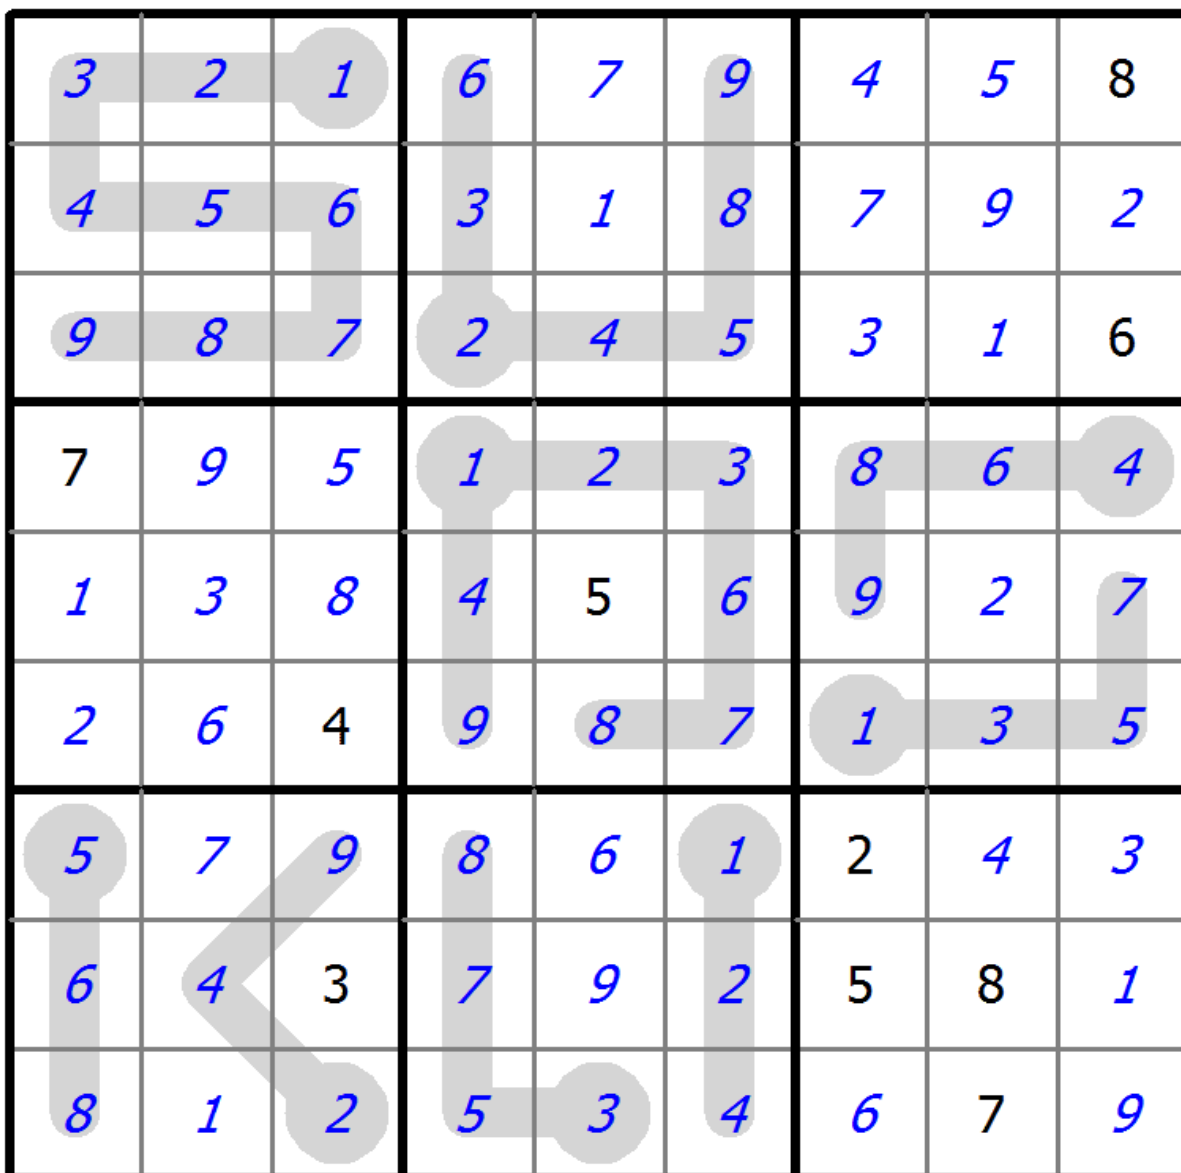 3 2 1 6 7 9 4 5 8
4 5 6 3 1 8 7 9 2
9 8 7 2 4 5 3 1 6
7 9 5 1 2 3 8 6 4
1 3 8 4 5 6 9 2 7
2 6 4 9 8 7 1 3 5
5 7 9 8 6 1 2 4 3
6 4 3 7 9 2 5 8 1
8 1 2 5 3 4 6 7 9